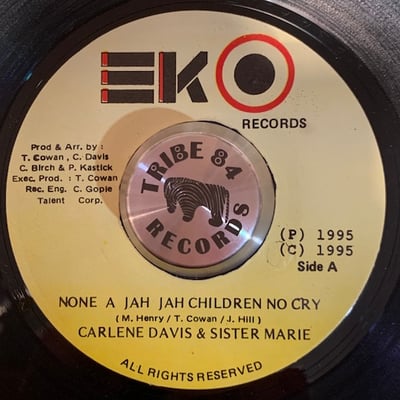 EKO
RECORDS
Prod & Arr. by :
T. Cowan, C. Davis
C. Birch & P. Kastick
Exec. Prod. : T. Cowan
Rec. Eng. C. Gople
Talent Corp.
TRIBE 84
RECORDS
(P) 1995
(C) 1995
Side A
NONE A JAH JAH CHILDREN NO CRY
( M. Henry / T. Cowan / J. Hill )
CARLENE DAVIS & SISTER MARIE
ALL RIGHTS RESERVED